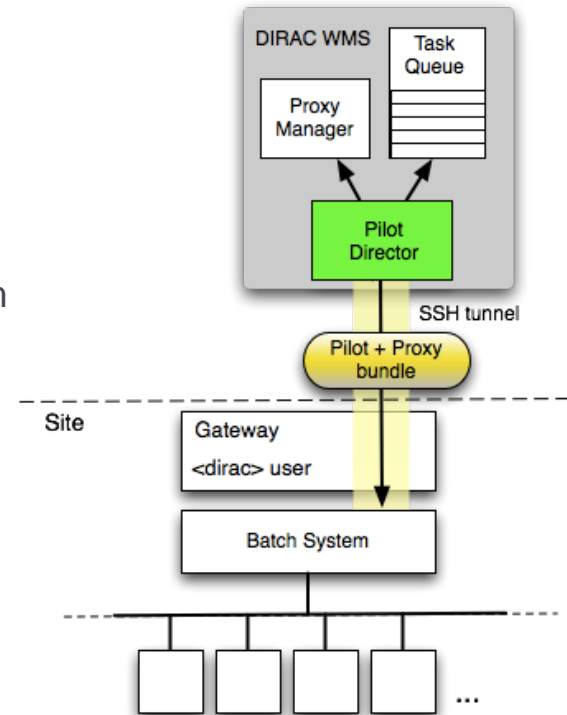 DIRAC WMS
Task
Queue
Proxy
Manager
Pilot
Director
n
SSH tunnel
Pilot + Proxy
bundle
Site
Gateway
<dirac> user
Batch System
...